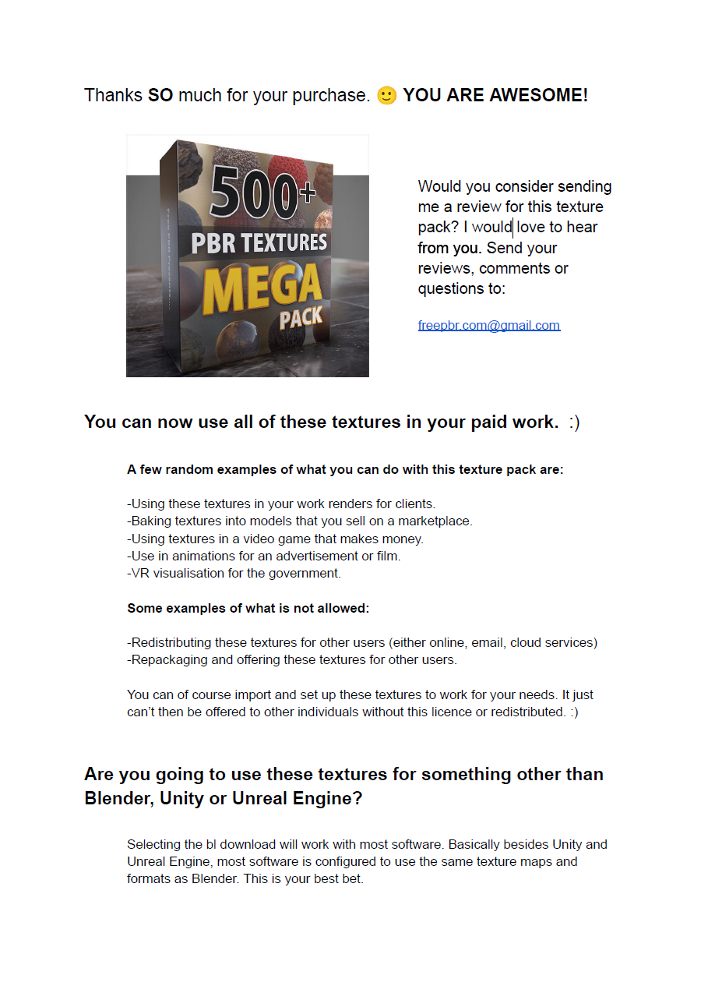 Thanks SO much for your purchase. 🙂 YOU ARE AWESOME!
500+
PBR TEXTURES
MEGA
PACK
Would you consider sending
me a review for this texture
pack? I would love to hear
from you. Send your
reviews, comments or
questions to:
freepbr.com@gmail.com
You can now use all of these textures in your paid work.  :)
A few random examples of what you can do with this texture pack are:
-Using these textures in your work renders for clients.
-Baking textures into models that you sell on a marketplace.
-Using textures in a video game that makes money.
-Use in animations for an advertisement or film.
-VR visualisation for the government.
Some examples of what is not allowed:
-Redistributing these textures for other users (either online, email, cloud services)
-Repackaging and offering these textures for other users.
You can of course import and set up these textures to work for your needs. It just
can’t then be offered to other individuals without this licence or redistributed. :)
Are you going to use these textures for something other than
Blender, Unity or Unreal Engine?
Selecting the bl download will work with most software. Basically besides Unity and
Unreal Engine, most software is configured to use the same texture maps and
formats as Blender. This is your best bet.